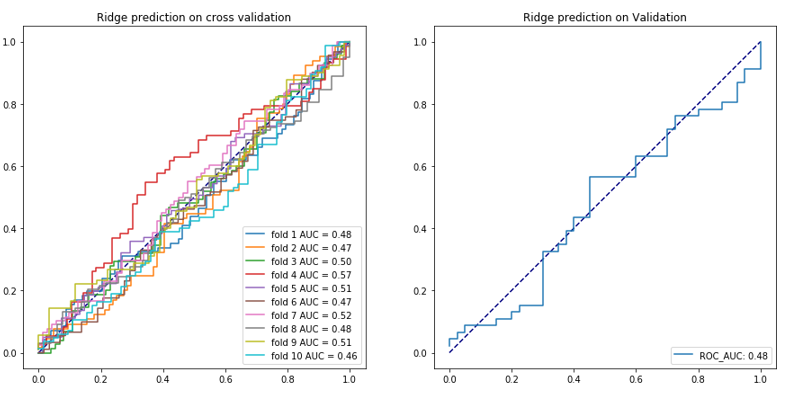 Ridge prediction on cross validation
1.0
0.8
0.6
0.4
0.2
0.0
0.0 0.2 0.4 0.6 0.8 1.0
fold 1 AUC = 0.48
fold 2 AUC = 0.47
fold 3 AUC = 0.50
fold 4 AUC = 0.57
fold 5 AUC = 0.51
fold 6 AUC = 0.47
fold 7 AUC = 0.52
fold 8 AUC = 0.48
fold 9 AUC = 0.51
fold 10 AUC = 0.46
Ridge prediction on Validation
1.0
0.8
0.6
0.4
0.2
0.0
0.0 0.2 0.4 0.6 0.8 1.0
ROC_AUC: 0.48